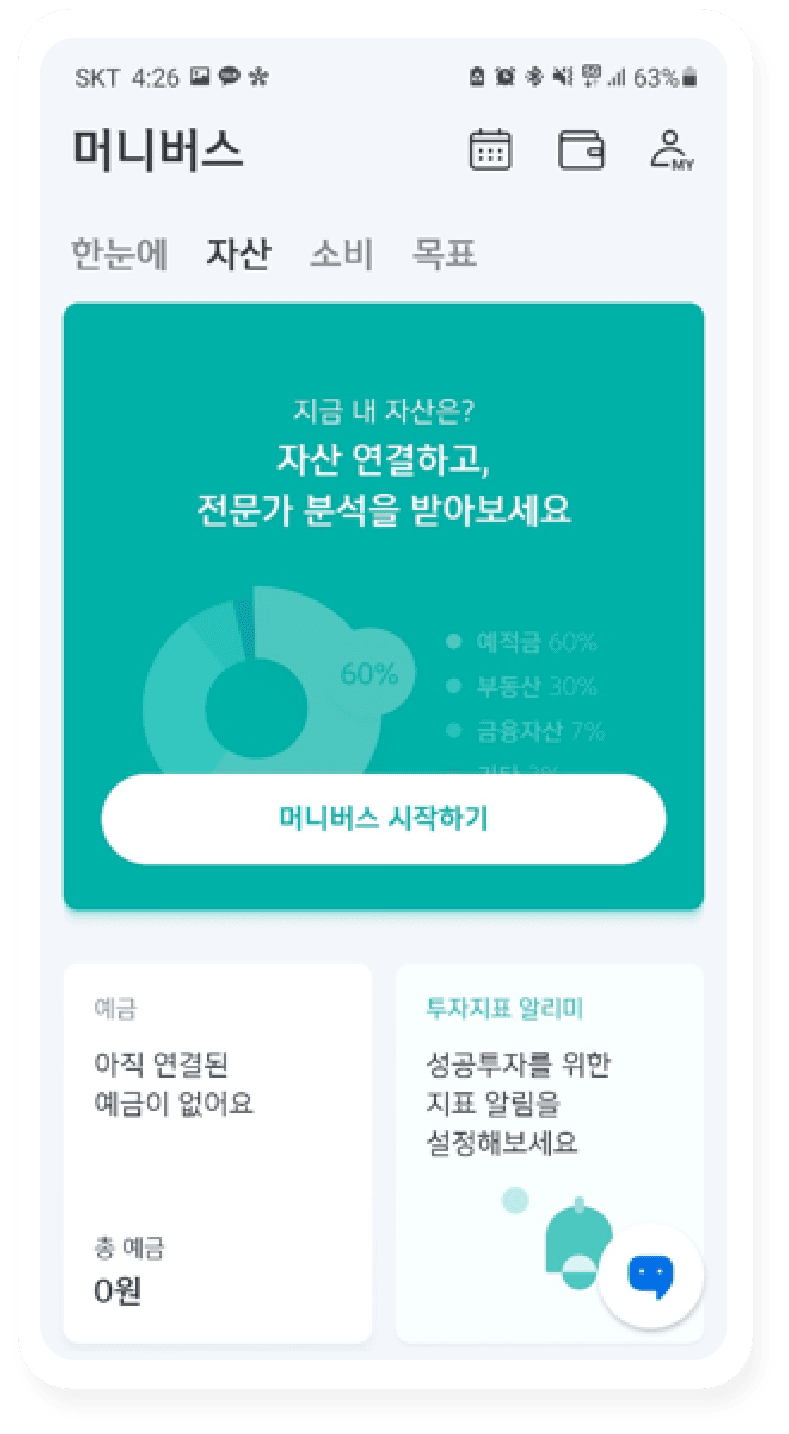 SKT 4:26 63%
머니버스
MY
한눈에 자산 소비 목표
지금 내 자산은?
자산 연결하고,
전문가 분석을 받아보세요
60%
예적금 60%
부동산 30%
금융자산 7%
기타 3%
머니버스 시작하기
예금
아직 연결된
예금이 없어요
총 예금
0원
투자지표 알리미
성공투자를 위한
지표 알림을
설정해보세요